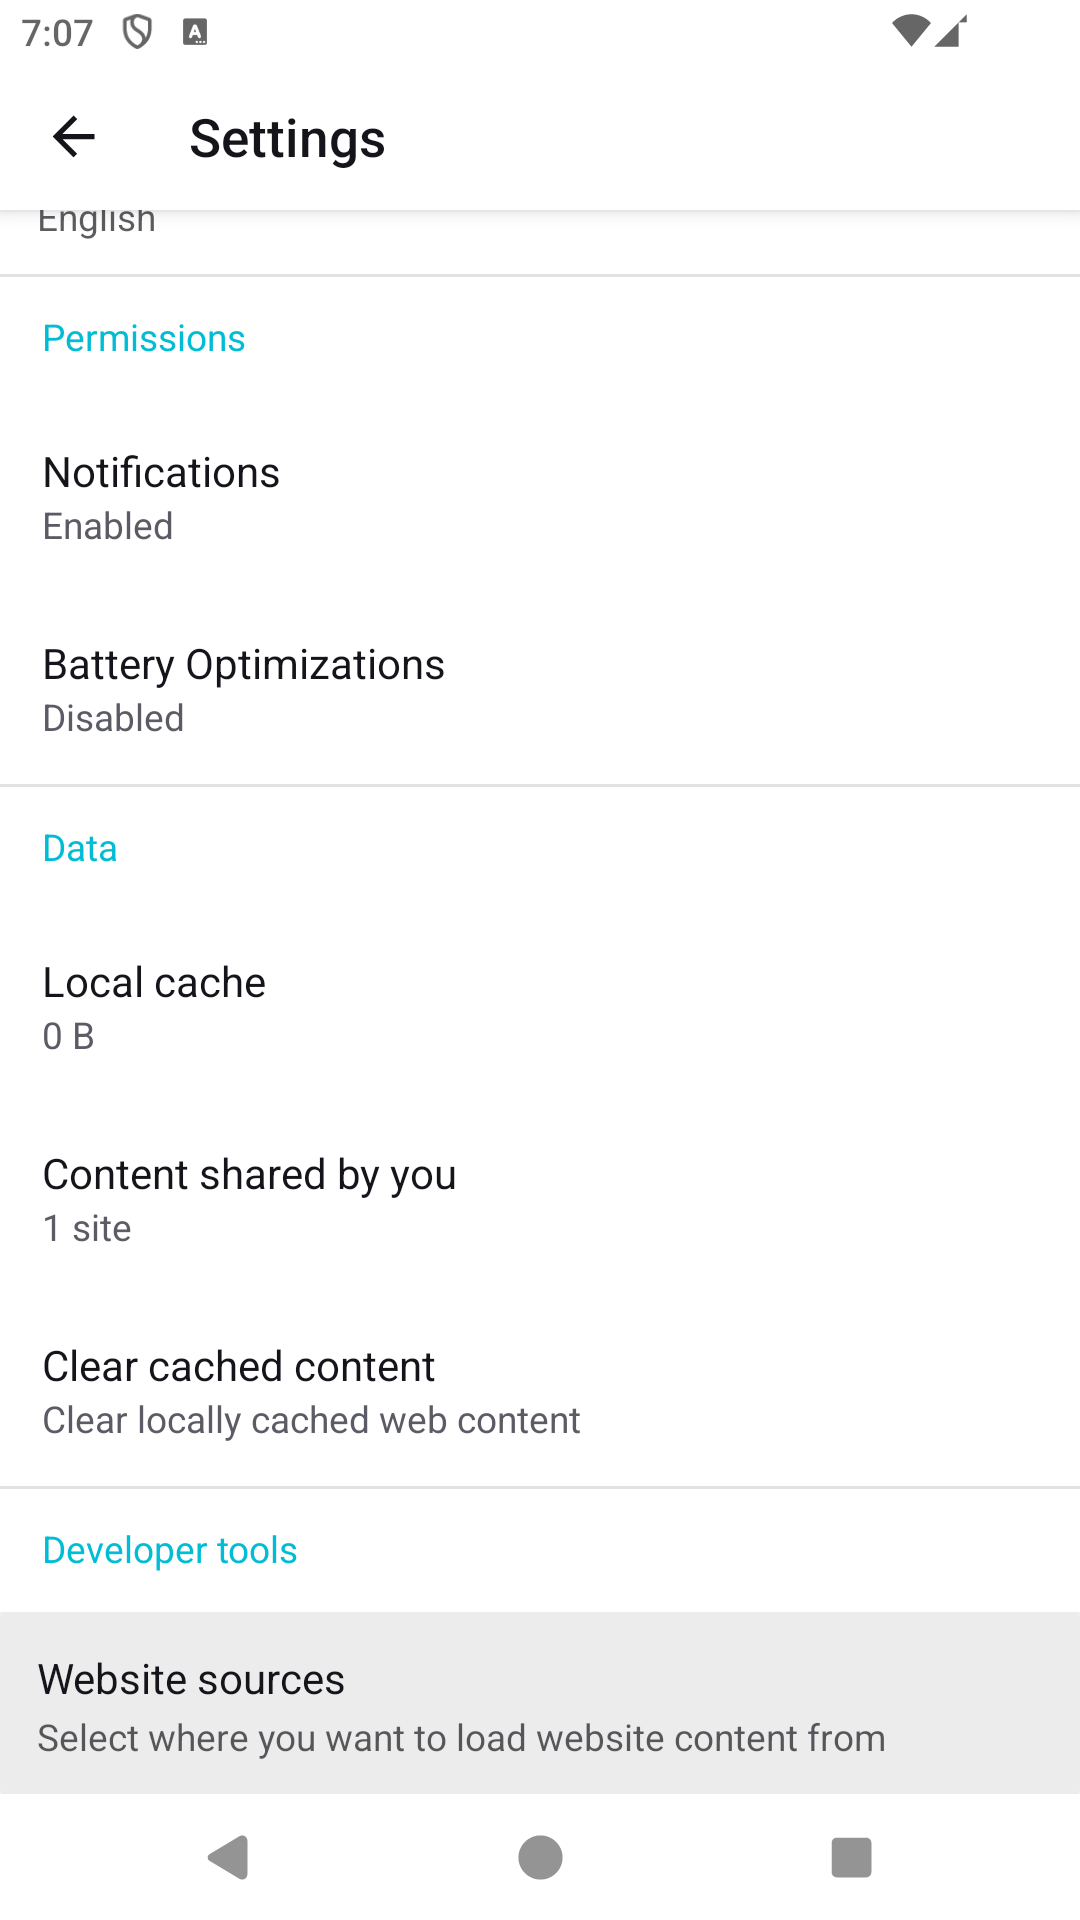 7:07
Settings
English
Permissions
Notifications
Enabled
Battery Optimizations
Disabled
Data
Local cache
0 B
Content shared by you
1 site
Clear cached content
Clear locally cached web content
Developer tools
Website sources
Select where you want to load website content from